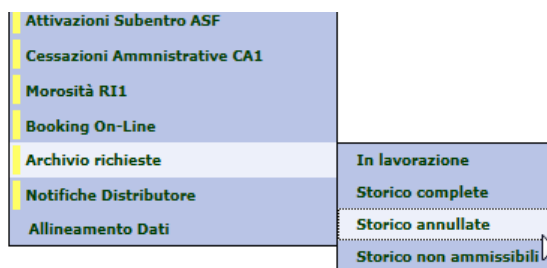 Attivazioni Subentro ASF
Cessazioni Ammnistrative CA1
Morosità RI1
Booking On-Line
Archivio richieste
Notifiche Distributore
Allineamento Dati
In lavorazione
Storico complete
Storico annullate
Storico non ammissibili